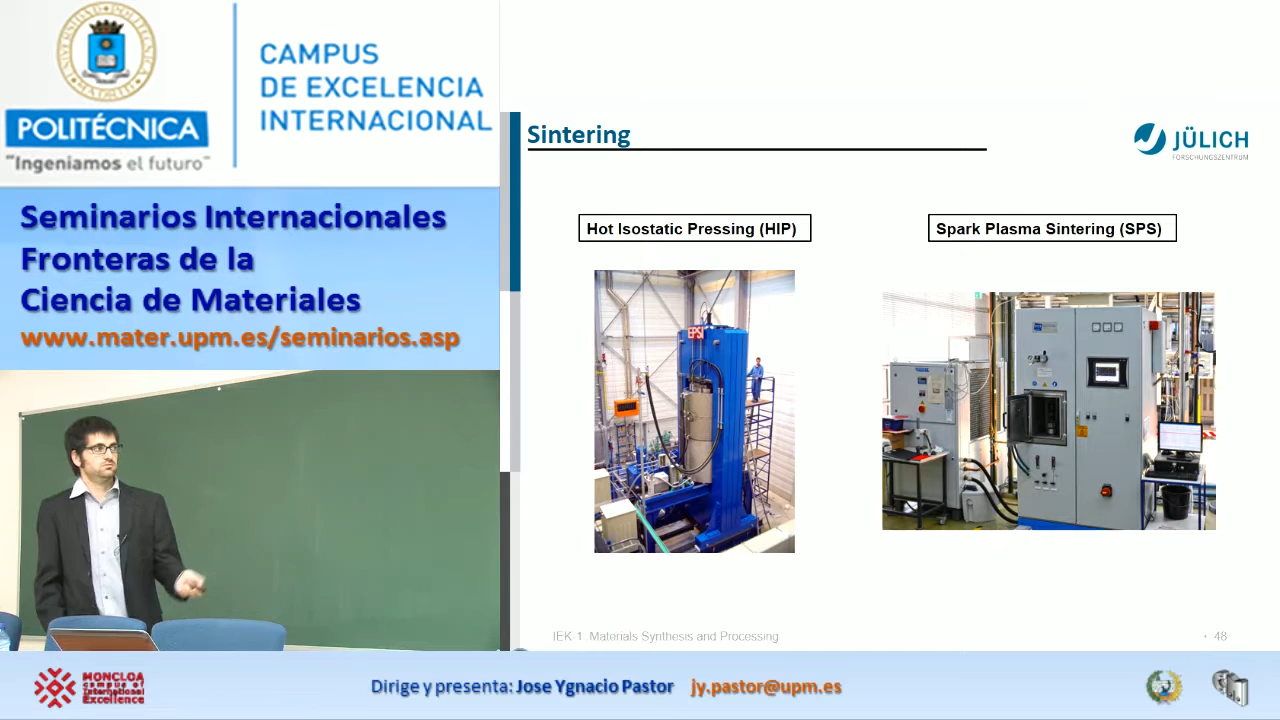 CAMPUS
DE EXCELENCIA
INTERNACIONAL
POLITÉCNICA
"Ingeniamos el futuro"
Seminarios Internacionales
Fronteras de la
Ciencia de Materiales
www.mater.upm.es/seminarios.asp
Sintering
JÜLICH
FORSCHUNGSZENTRUM
Hot Isostatic Pressing (HIP)
Spark Plasma Sintering (SPS)
EPSI
IEK-1 Materials Synthesis and Processing
48
MONCLOA
campus of
International
Excellence
Dirige y presenta: Jose Ygnacio Pastor jy.pastor@upm.es